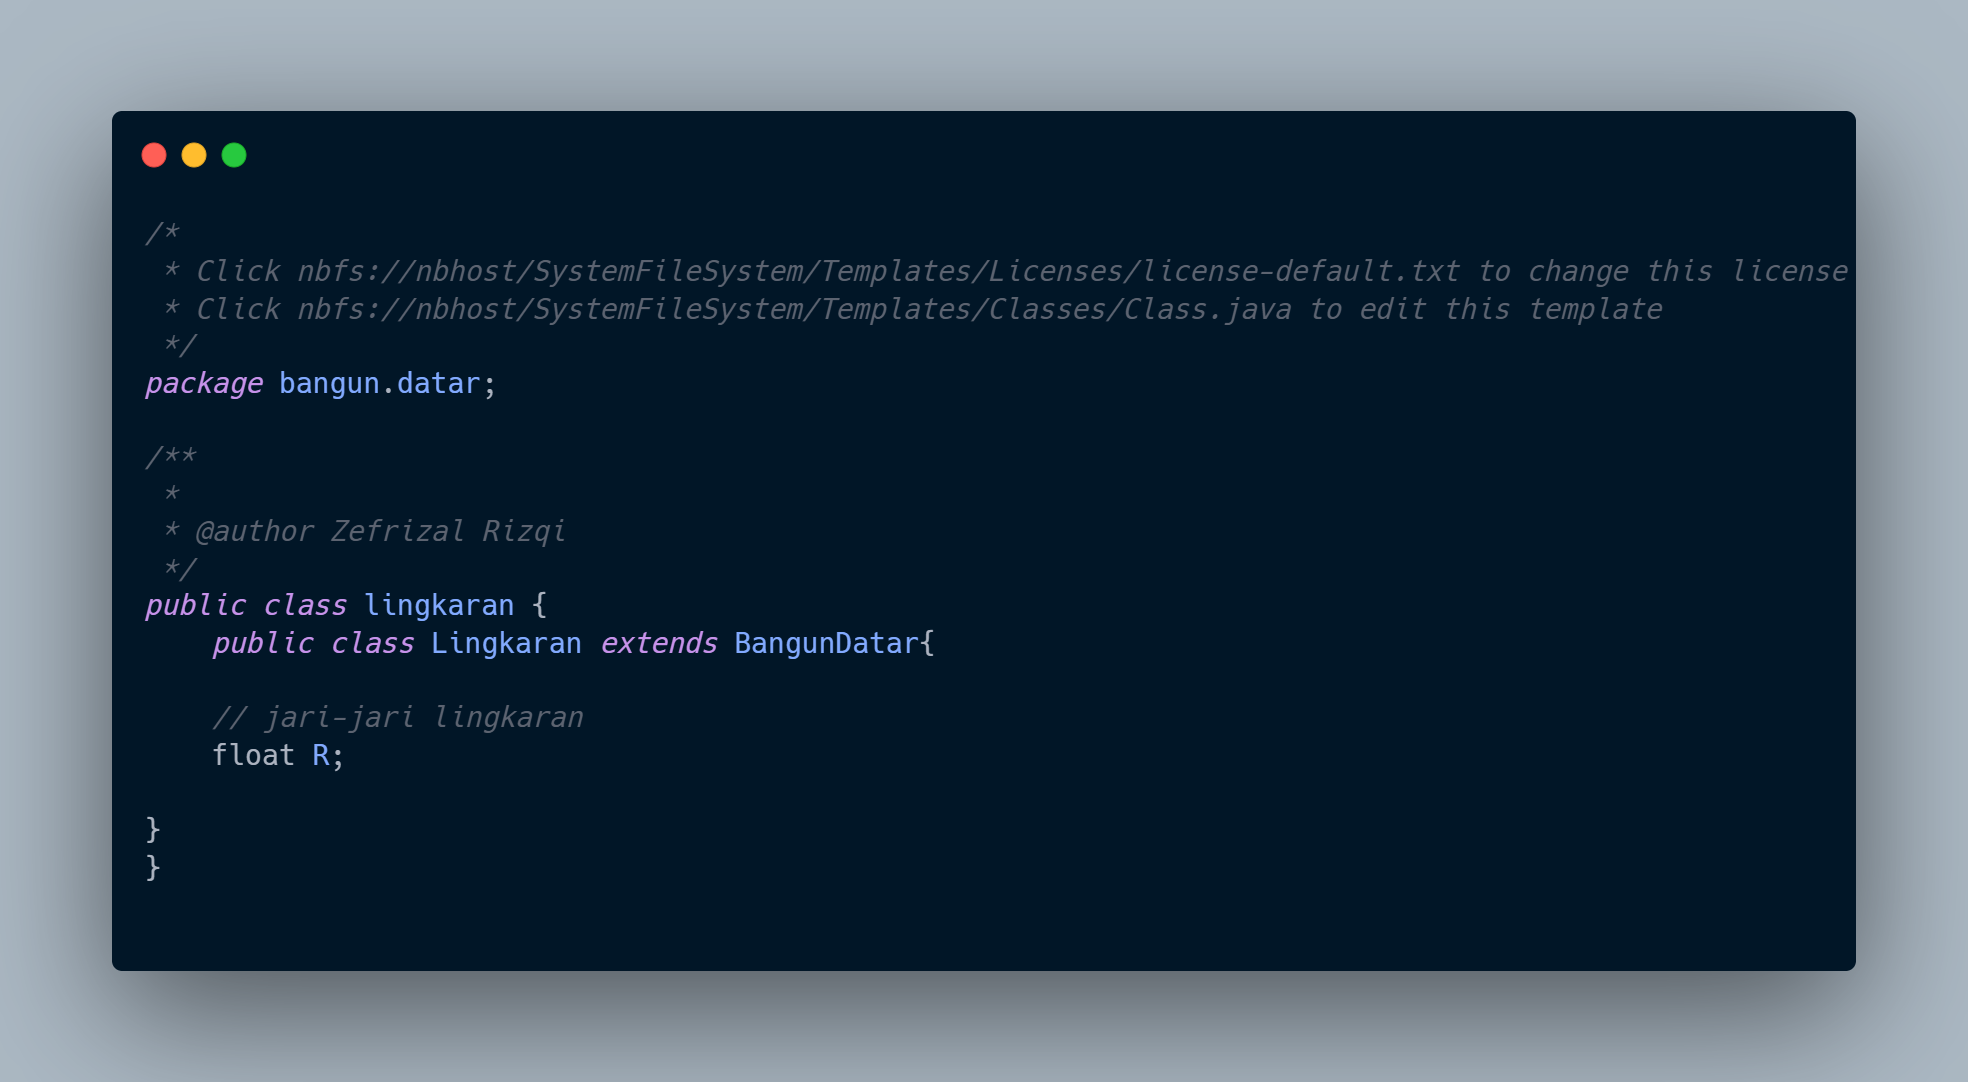 /*
 * Click nbfs://nbhost/SystemFileSystem/Templates/Licenses/license-default.txt to change this license
 * Click nbfs://nbhost/SystemFileSystem/Templates/Classes/Class.java to edit this template
 */
package bangun.datar;

/**
 *
 * @author Zefrizal Rizqi
 */
public class lingkaran {
    public class Lingkaran extends BangunDatar{

    // jari-jari lingkaran
    float R;

}
}